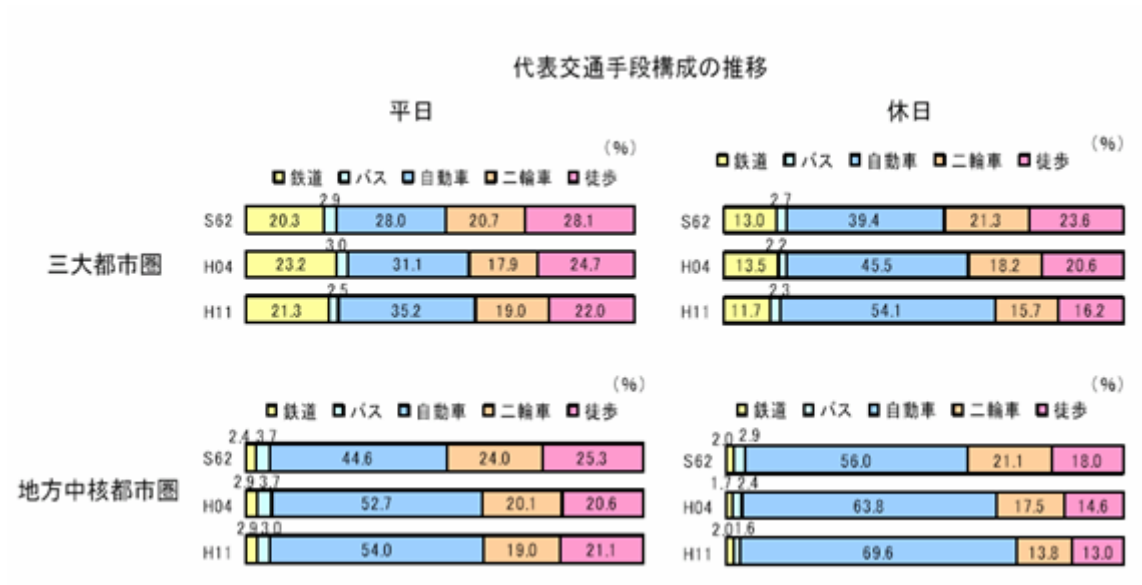 代表交通手段構成の推移
平日
休日
(%)
(%)
鉄道 バス 自動車 二輪車 徒歩
鉄道 バス 自動車 二輪車 徒歩
三大都市圏
S62 20.3 2.9 28.0 20.7 28.1
S62 13.0 2.7 39.4 21.3 23.6
H04 23.2 3.0 31.1 17.9 24.7
H04 13.5 2.2 45.5 18.2 20.6
H11 21.3 2.5 35.2 19.0 22.0
H11 11.7 2.3 54.1 15.7 16.2
(%)
(%)
鉄道 バス 自動車 二輪車 徒歩
鉄道 バス 自動車 二輪車 徒歩
地方中核都市圏
S62 2.4 3.7 44.6 24.0 25.3
S62 2.0 2.9 56.0 21.1 18.0
H04 2.9 3.7 52.7 20.1 20.6
H04 1.7 2.4 63.8 17.5 14.6
H11 2.9 3.0 54.0 19.0 21.1
H11 2.0 1.6 69.6 13.8 13.0